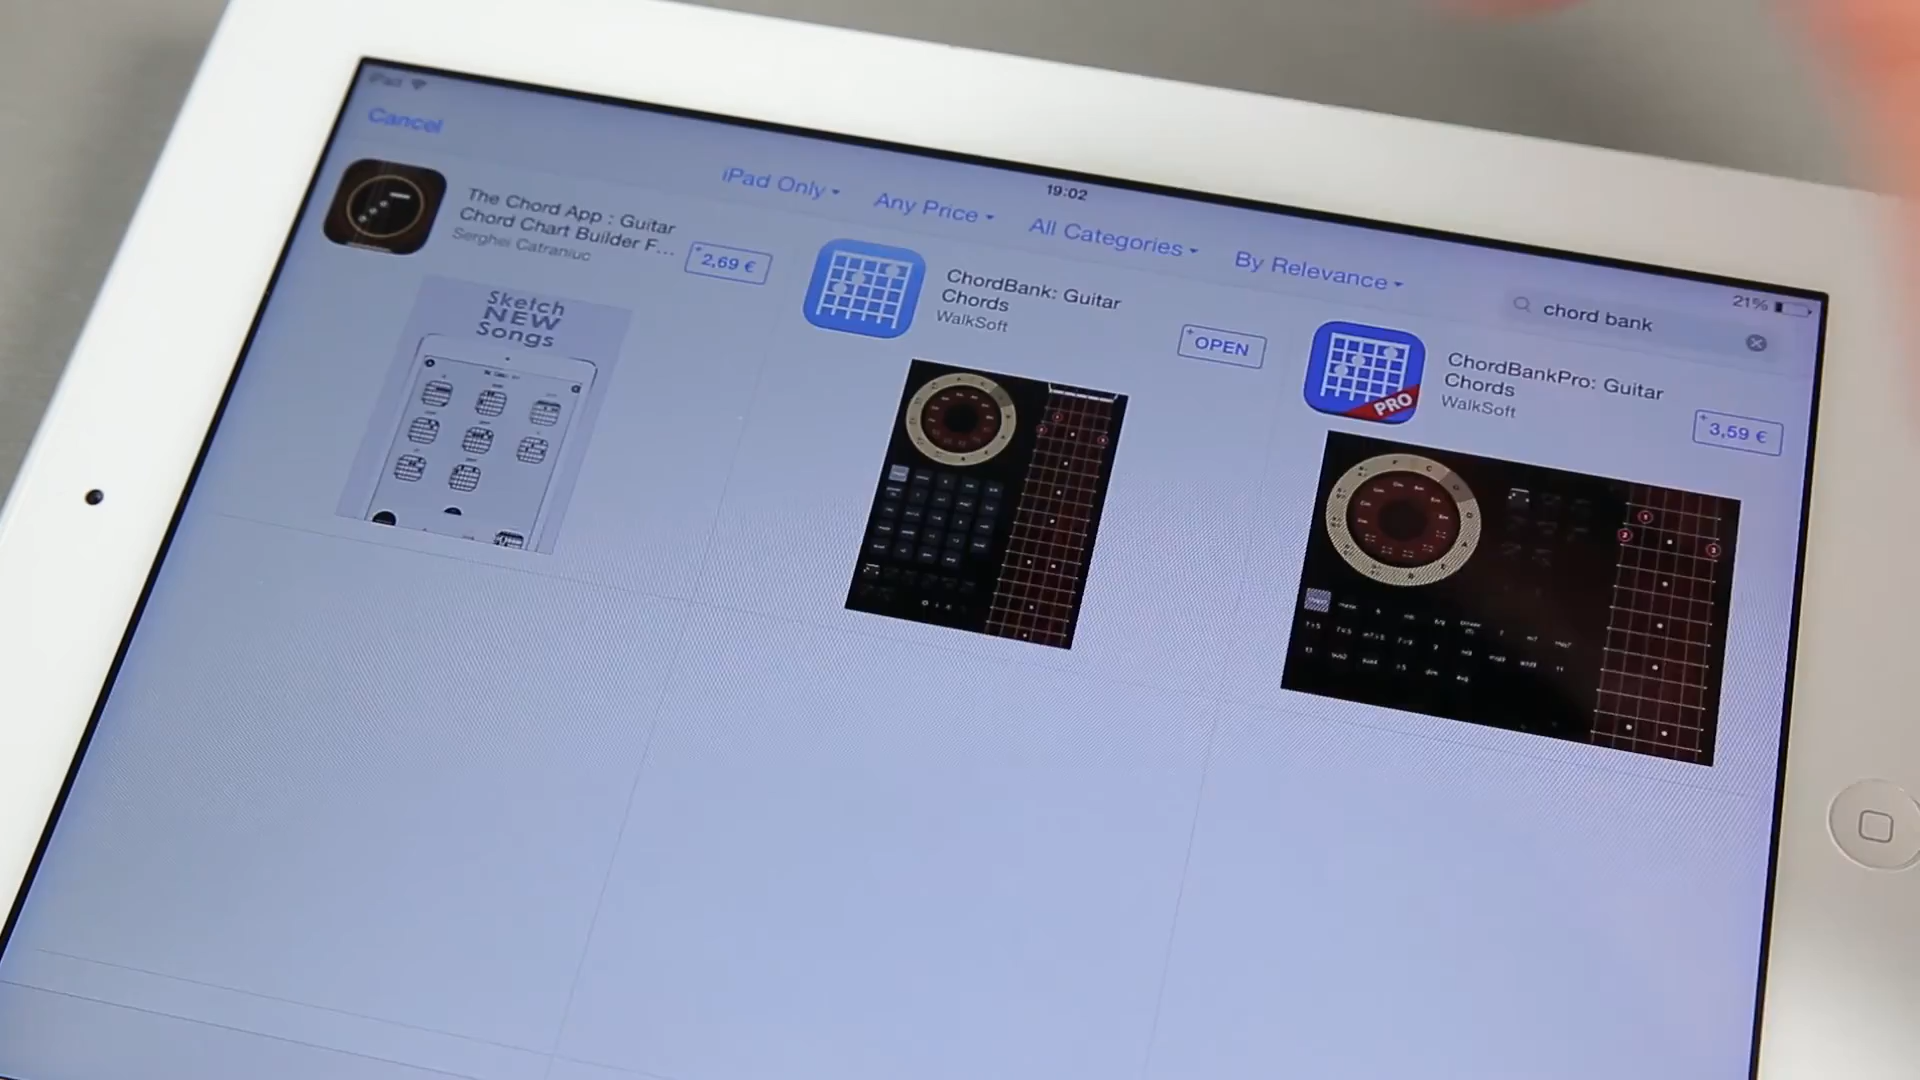 iPad
19:02
21%
Cancel
iPad Only
Any Price
All Categories
By Relevance
chord bank
The Chord App : Guitar
Chord Chart Builder F...
Serghei Catraniuc
2,69 €
Sketch
NEW
Songs
ChordBank: Guitar
Chords
WalkSoft
OPEN
PRO
ChordBankPro: Guitar
Chords
WalkSoft
3,59 €